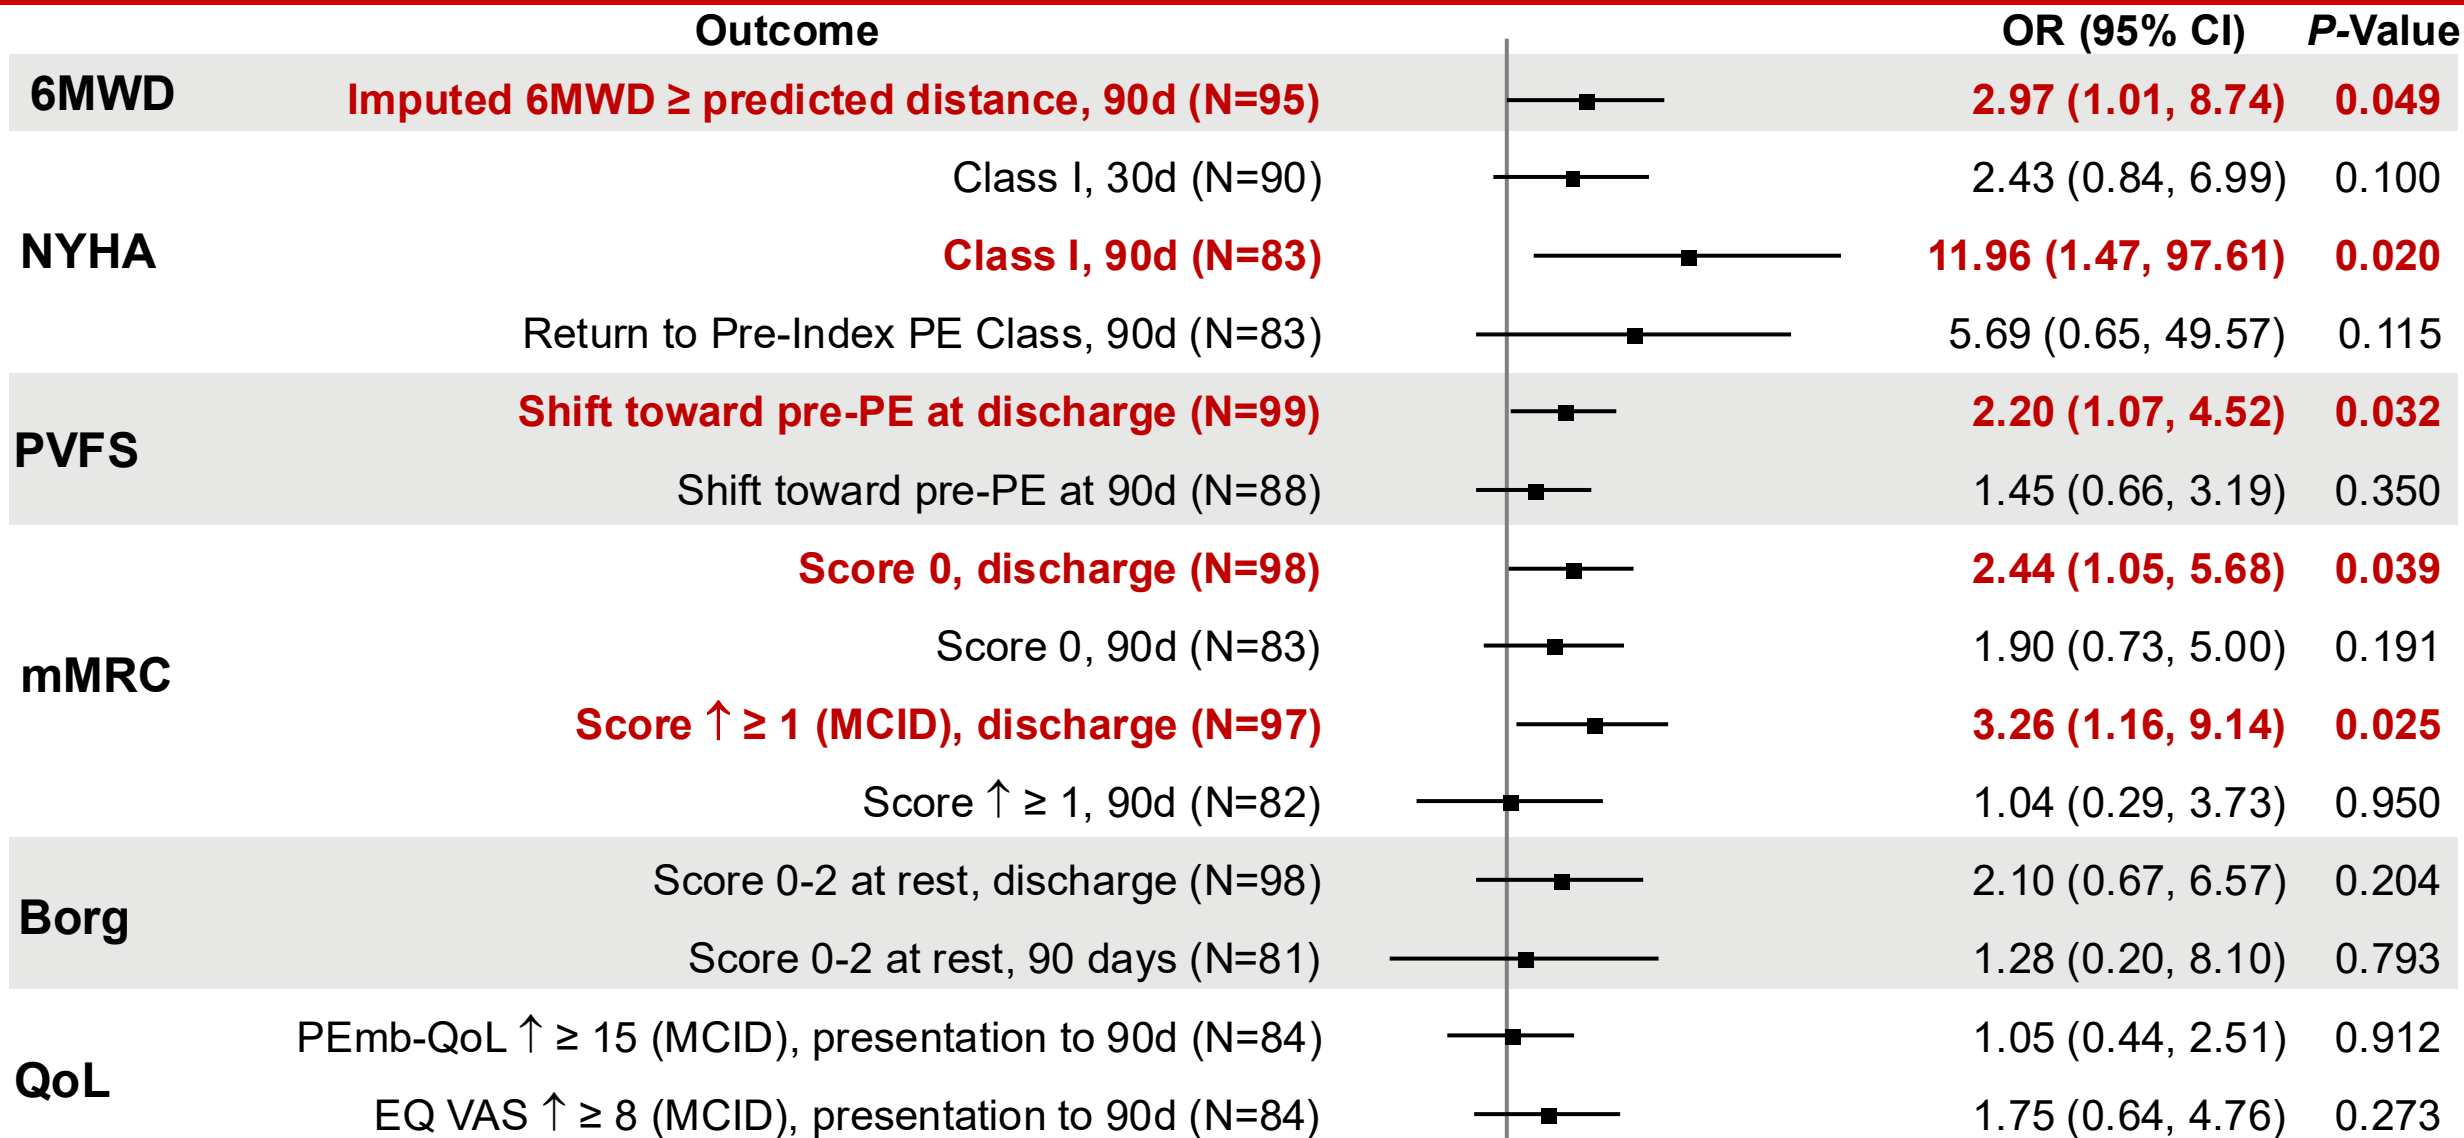 Outcome OR (95% CI) P-Value
6MWD Imputed 6MWD ≥ predicted distance, 90d (N=95) 2.97 (1.01, 8.74) 0.049
Class I, 30d (N=90) 2.43 (0.84, 6.99) 0.100
NYHA Class I, 90d (N=83) 11.96 (1.47, 97.61) 0.020
Return to Pre-Index PE Class, 90d (N=83) 5.69 (0.65, 49.57) 0.115
Shift toward pre-PE at discharge (N=99) 2.20 (1.07, 4.52) 0.032
PVFS
Shift toward pre-PE at 90d (N=88) 1.45 (0.66, 3.19) 0.350
Score 0, discharge (N=98) 2.44 (1.05, 5.68) 0.039
Score 0, 90d (N=83) 1.90 (0.73, 5.00) 0.191
mMRC
Score ↑ ≥ 1 (MCID), discharge (N=97) 3.26 (1.16, 9.14) 0.025
Score ↑ ≥ 1, 90d (N=82) 1.04 (0.29, 3.73) 0.950
Score 0-2 at rest, discharge (N=98) 2.10 (0.67, 6.57) 0.204
Borg
Score 0-2 at rest, 90 days (N=81) 1.28 (0.20, 8.10) 0.793
PEmb-QoL ↑ ≥ 15 (MCID), presentation to 90d (N=84) 1.05 (0.44, 2.51) 0.912
QoL
EQ VAS ↑ ≥ 8 (MCID), presentation to 90d (N=84) 1.75 (0.64, 4.76) 0.273